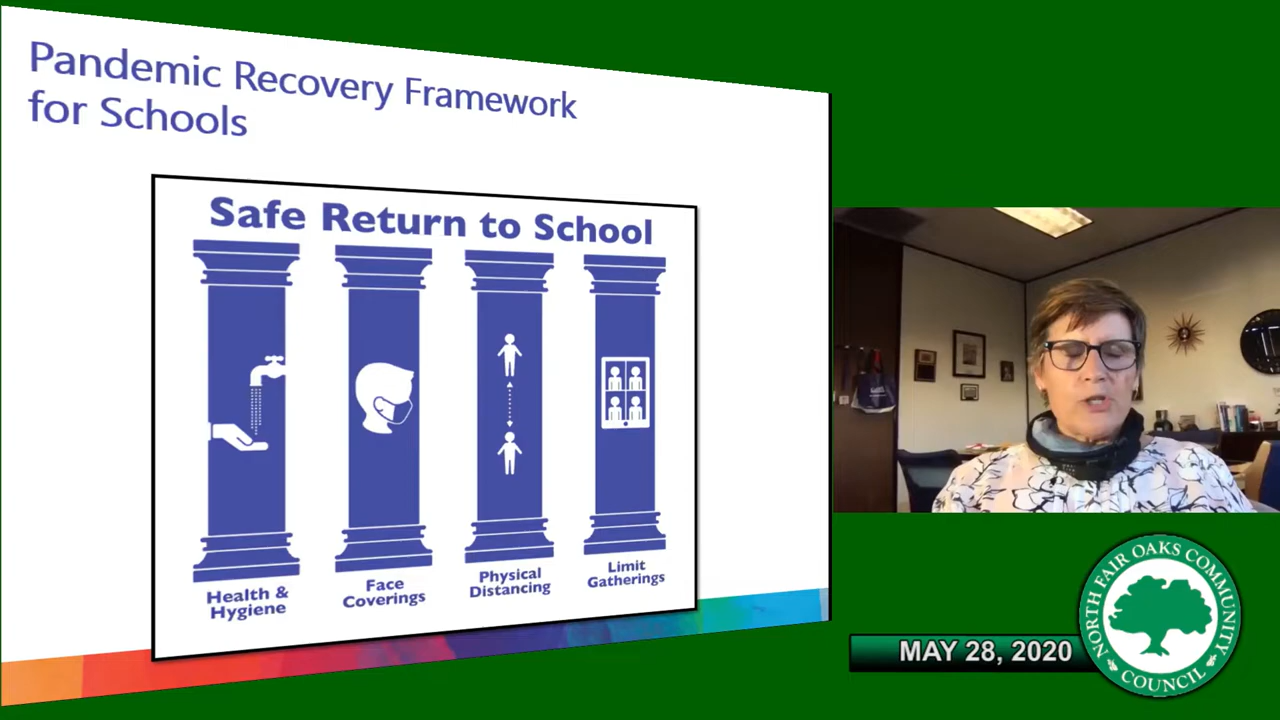 Pandemic Recovery Framework
for Schools
Safe Return to School
Health &
Hygiene
Face
Coverings
Physical
Distancing
Limit
Gatherings
MAY 28, 2020
NORTH FAIR OAKS COMMUNITY
COUNCIL